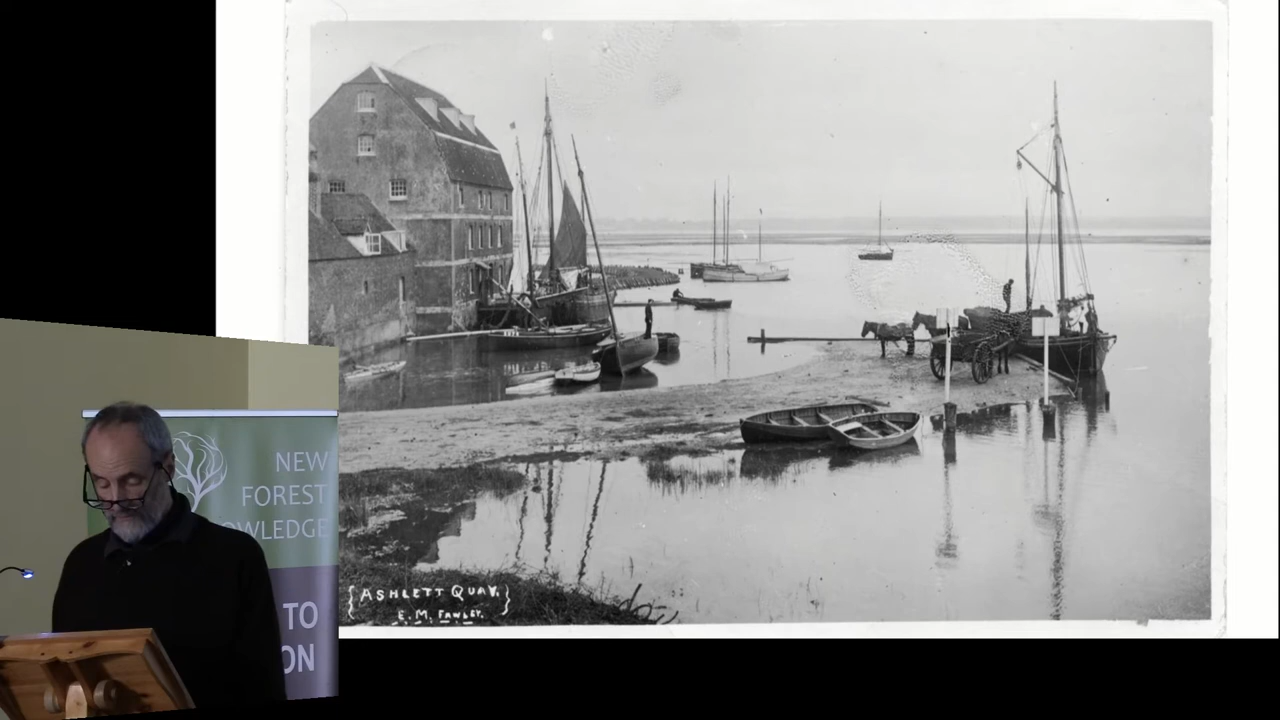 {ASHLETT QUAY.}
E.M. FAWLEY.
NEW
FOREST
OWLEDGE
TO
ON